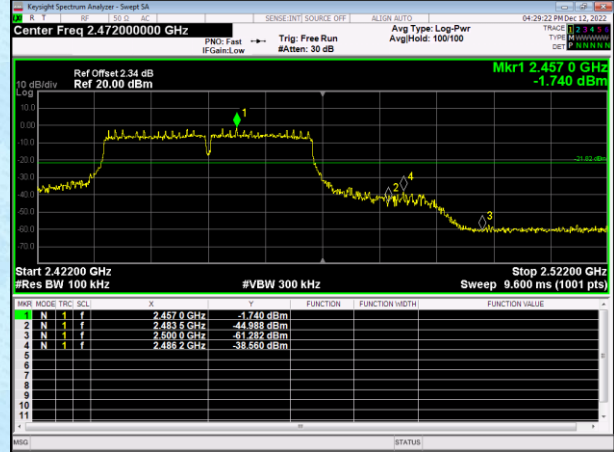 Keysight Spectrum Analyzer - Swept SA
RF 50 Ω AC SENSE:INT SOURCE OFF ALIGN AUTO 04:29:22 PM Dec 12, 2022
Center Freq 2.472000000 GHz
PNO: Fast
IFGain:Low
Trig: Free Run
#Atten: 30 dB
Avg Type: Log-Pwr
Avg|Hold: 100/100
TRACE 1 2 3 4 5 6
TYPE M W W W W W
DET P N N N N N
Mkr1 2.457 0 GHz
-1.740 dBm
Ref Offset 2.34 dB
10 dB/div Ref 20.00 dBm
Log
10.0
0.00
-10.0
-20.0
-30.0
-40.0
-50.0
-60.0
-70.0
1
2
4
3
-21.02 dBm
Start 2.42200 GHz Stop 2.52200 GHz
#Res BW 100 kHz #VBW 300 kHz Sweep 9.600 ms (1001 pts)
MKR MODE TRC SCL X Y FUNCTION FUNCTION WIDTH FUNCTION VALUE
1 N 1 f 2.457 0 GHz -1.740 dBm
2 N 1 f 2.483 5 GHz -44.988 dBm
3 N 1 f 2.500 0 GHz -61.282 dBm
4 N 1 f 2.486 2 GHz -38.560 dBm
5
6
7
8
9
10
11
MSG STATUS